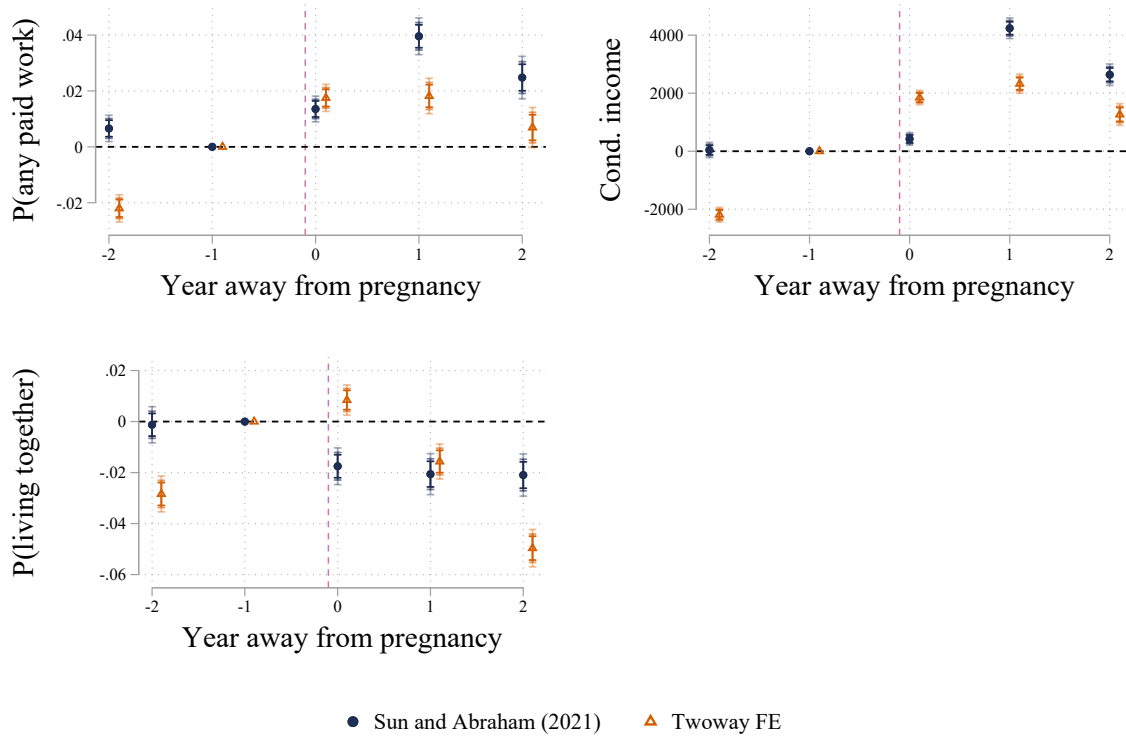 P(any paid work)
.04
.02
0
-.02
-2 -1 0 1 2
Year away from pregnancy
Cond. income
4000
2000
0
-2000
-2 -1 0 1 2
Year away from pregnancy
P(living together)
.02
0
-.02
-.04
-.06
-2 -1 0 1 2
Year away from pregnancy
Sun and Abraham (2021) Twoway FE